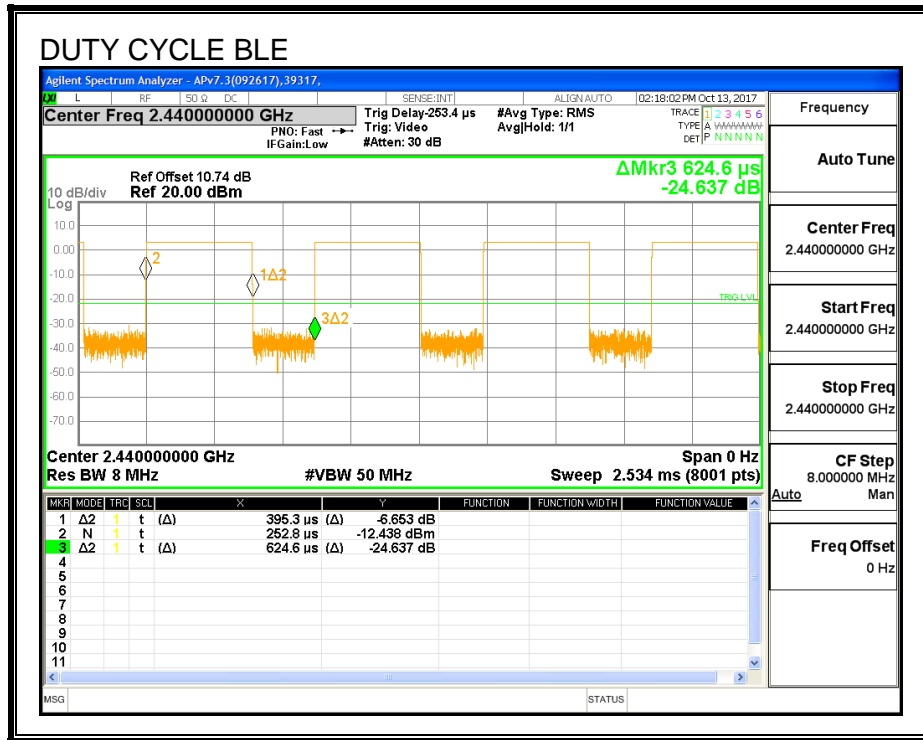 DUTY CYCLE BLE
Agilent Spectrum Analyzer - APv7.3(092617),39317,
LXI L RF 50 Ω DC SENSE:INT ALIGN AUTO 02:18:02 PM Oct 13, 2017
Center Freq 2.440000000 GHz
PNO: Fast
IFGain:Low
Trig Delay-253.4 µs
Trig: Video
#Atten: 30 dB
#Avg Type: RMS
Avg|Hold: 1/1
TRACE 1 2 3 4 5 6
TYPE A WWWWW
DET P N N N N N
ΔMkr3 624.6 µs
-24.637 dB
Ref Offset 10.74 dB
10 dB/div Ref 20.00 dBm
Log
10.0
0.00
-10.0
-20.0
-30.0
-40.0
-50.0
-60.0
-70.0
2
1Δ2
3Δ2
TRIG LVL
Center 2.440000000 GHz Span 0 Hz
Res BW 8 MHz #VBW 50 MHz Sweep 2.534 ms (8001 pts)
MKR MODE TRC SCL X Y FUNCTION FUNCTION WIDTH FUNCTION VALUE
1 Δ2 1 t (Δ) 395.3 µs (Δ) -6.653 dB
2 N 1 t 252.8 µs -12.438 dBm
3 Δ2 1 t (Δ) 624.6 µs (Δ) -24.637 dB
4
5
6
7
8
9
10
11
MSG STATUS
Frequency
Auto Tune
Center Freq
2.440000000 GHz
Start Freq
2.440000000 GHz
Stop Freq
2.440000000 GHz
CF Step
8.000000 MHz
Auto Man
Freq Offset
0 Hz